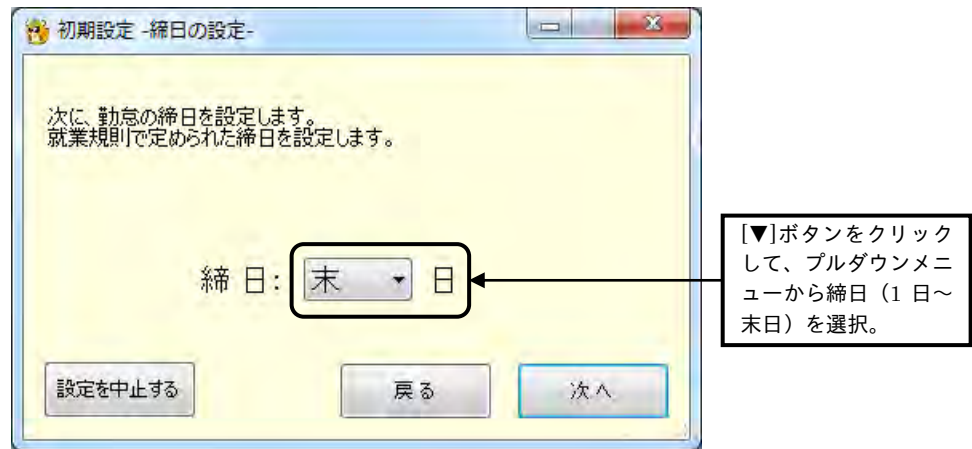 初期設定 -締日の設定-
次に、勤怠の締日を設定します。
就業規則で定められた締日を設定します。
締 日: 末 日
[▼]ボタンをクリック
して、プルダウンメニ
ューから締日（1 日～
末日）を選択。
設定を中止する
戻る
次へ